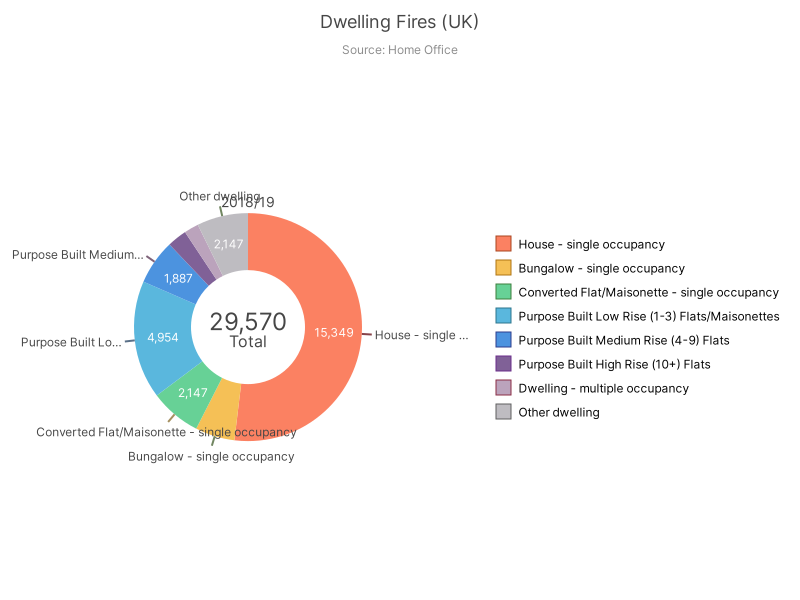 Dwelling Fires (UK)
Source: Home Office
Other dwelling
2018/19
2,147
Purpose Built Medium...
1,887
29,570
Total
4,954
15,349
House - single ...
Purpose Built Lo...
2,147
Converted Flat/Maisonette - single occupancy
Bungalow - single occupancy
House - single occupancy
Bungalow - single occupancy
Converted Flat/Maisonette - single occupancy
Purpose Built Low Rise (1-3) Flats/Maisonettes
Purpose Built Medium Rise (4-9) Flats
Purpose Built High Rise (10+) Flats
Dwelling - multiple occupancy
Other dwelling